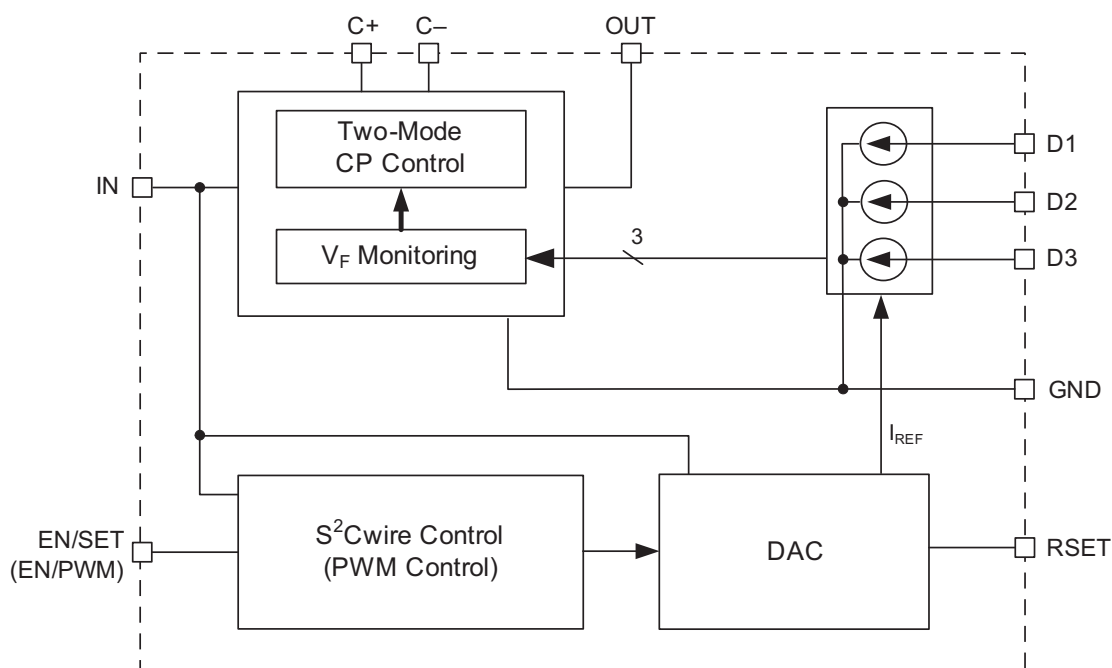 C+
C–
OUT
Two-Mode
CP Control
D1
IN
D2
3
V_F Monitoring
D3
GND
I_REF
EN/SET
(EN/PWM)
S²Cwire Control
(PWM Control)
DAC
RSET